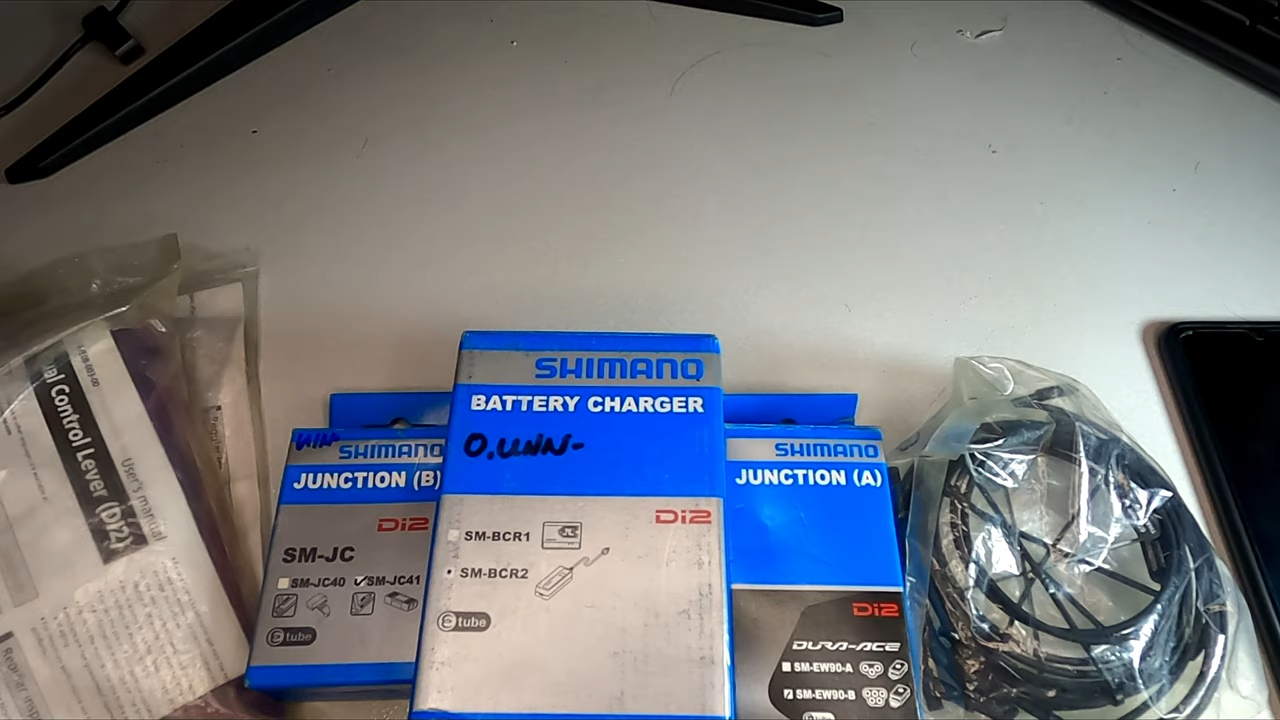 SHIMANO
BATTERY CHARGER
Di2
SM-BCR1
SM-BCR2
e tube
SHIMANO
JUNCTION (B)
Di2
SM-JC
SM-JC40 SM-JC41
e tube
SHIMANO
JUNCTION (A)
Di2
DURA-ACE
SM-EW90-A
SM-EW90-B
tube
Control Lever (Di2)
User's manual